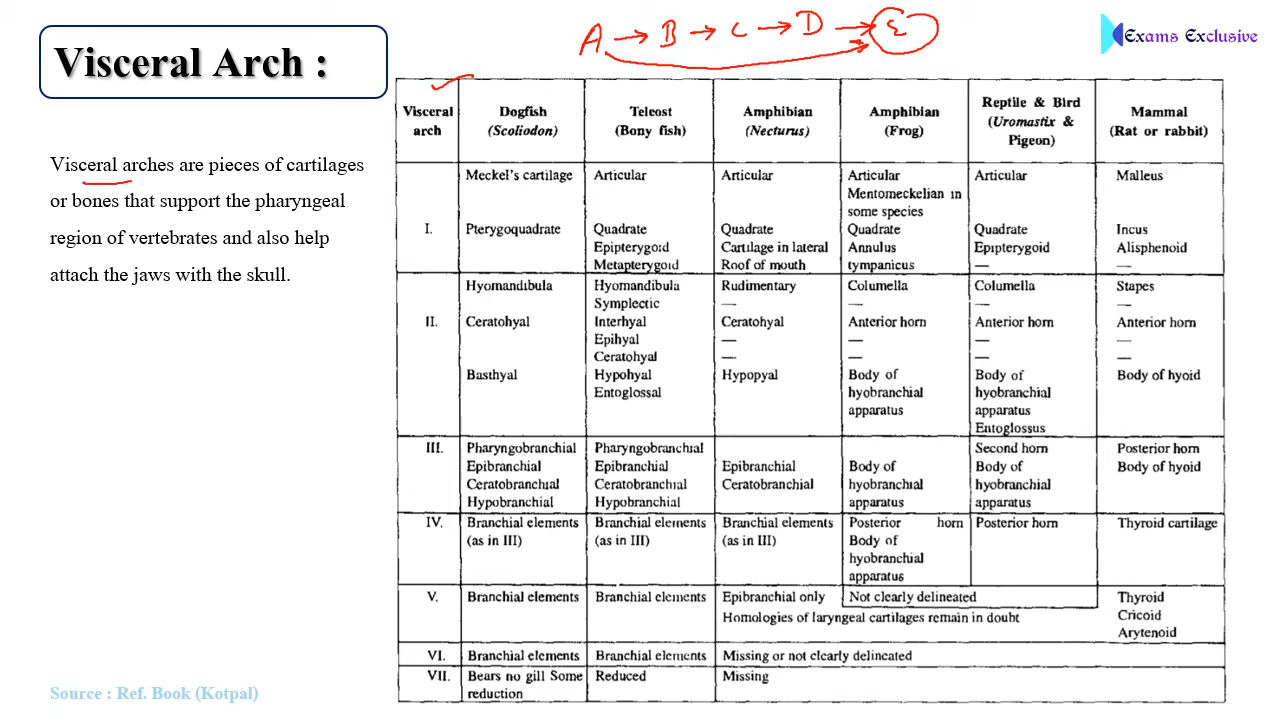 A → B → C → D → E
Exams Exclusive
Visceral Arch :
Visceral arches are pieces of cartilages
or bones that support the pharyngeal
region of vertebrates and also help
attach the jaws with the skull.
Visceral Dogfish Teleost Amphibian Amphibian Reptile & Bird Mammal
arch (Scoliodon) (Bony fish) (Necturus) (Frog) (Uromastix & (Rat or rabbit)
Pigeon)
Meckel's cartilage Articular Articular Articular Articular Malleus
Mentomeckelian in
some species
I. Pterygoquadrate Quadrate Quadrate Quadrate Quadrate Incus
Epipterygoid Cartilage in lateral Annulus Epipterygoid Alisphenoid
Metapterygoid Roof of mouth tympanicus — —
Hyomandibula Hyomandibula Rudimentary Columella Columella Stapes
Symplectic — — — —
II. Ceratohyal Interhyal Ceratohyal Anterior horn Anterior horn Anterior horn
Epihyal — — — —
Ceratohyal — — — —
Basthyal Hypohyal Hypopyal Body of Body of Body of hyoid
Entoglossal hyobranchial hyobranchial
apparatus apparatus
Entoglossus
III. Pharyngobranchial Pharyngobranchial Second horn Posterior horn
Epibranchial Epibranchial Epibranchial Body of Body of Body of hyoid
Ceratobranchial Ceratobranchial Ceratobranchial hyobranchial hyobranchial
Hypobranchial Hypobranchial apparatus apparatus
IV. Branchial elements Branchial elements Branchial elements Posterior horn Posterior horn Thyroid cartilage
(as in III) (as in III) (as in III) Body of
hyobranchial
apparatus
V. Branchial elements Branchial elements Epibranchial only Not clearly delineated Thyroid
Homologies of laryngeal cartilages remain in doubt Cricoid
Arytenoid
VI. Branchial elements Branchial elements Missing or not clearly delineated
VII. Bears no gill Some Reduced Missing
reduction
Source : Ref. Book (Kotpal)